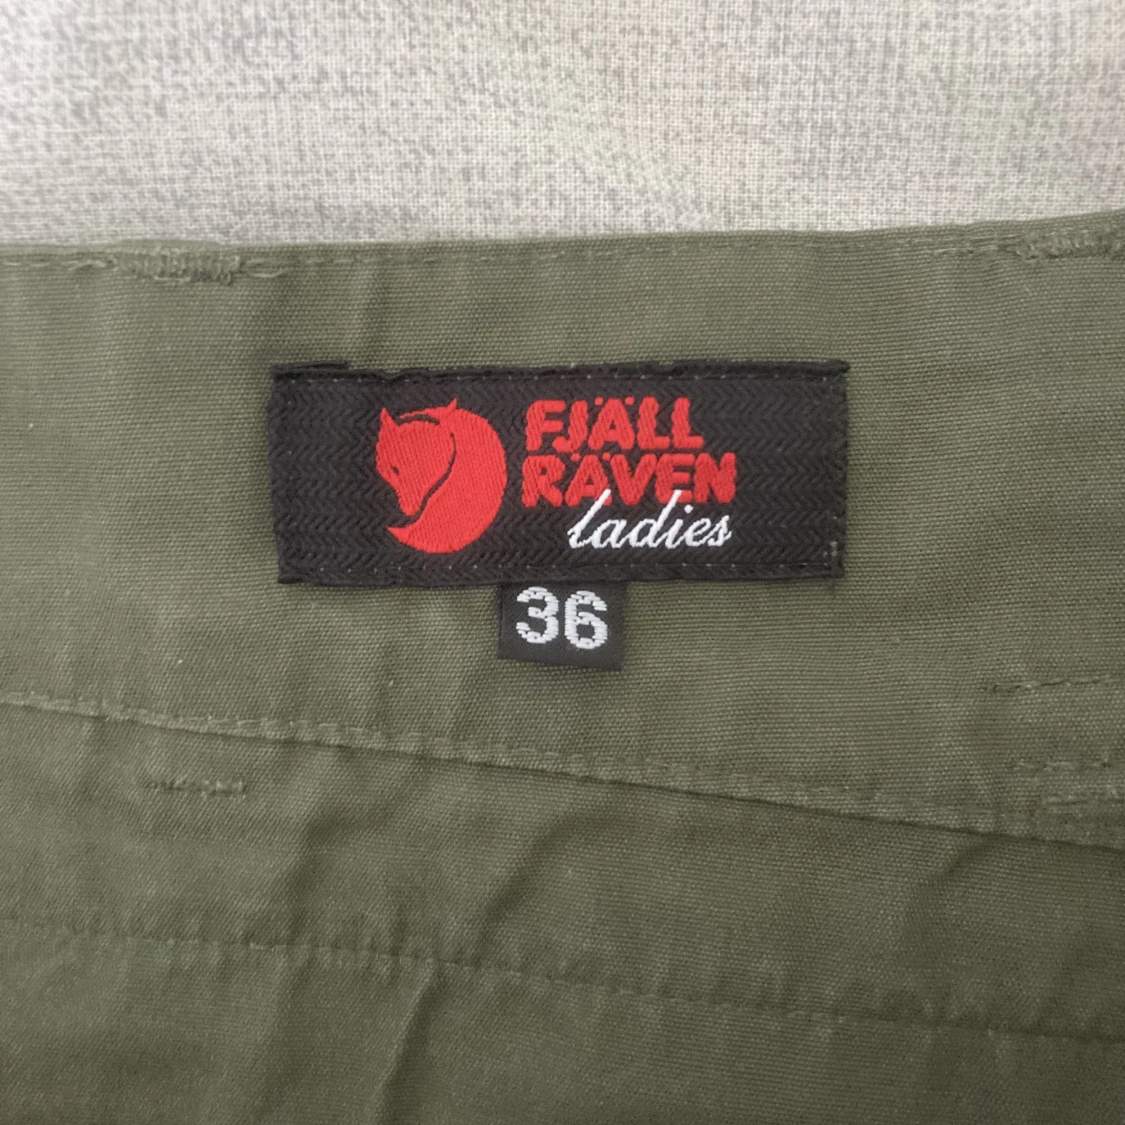 FJÄLL
RÄVEN
ladies
36